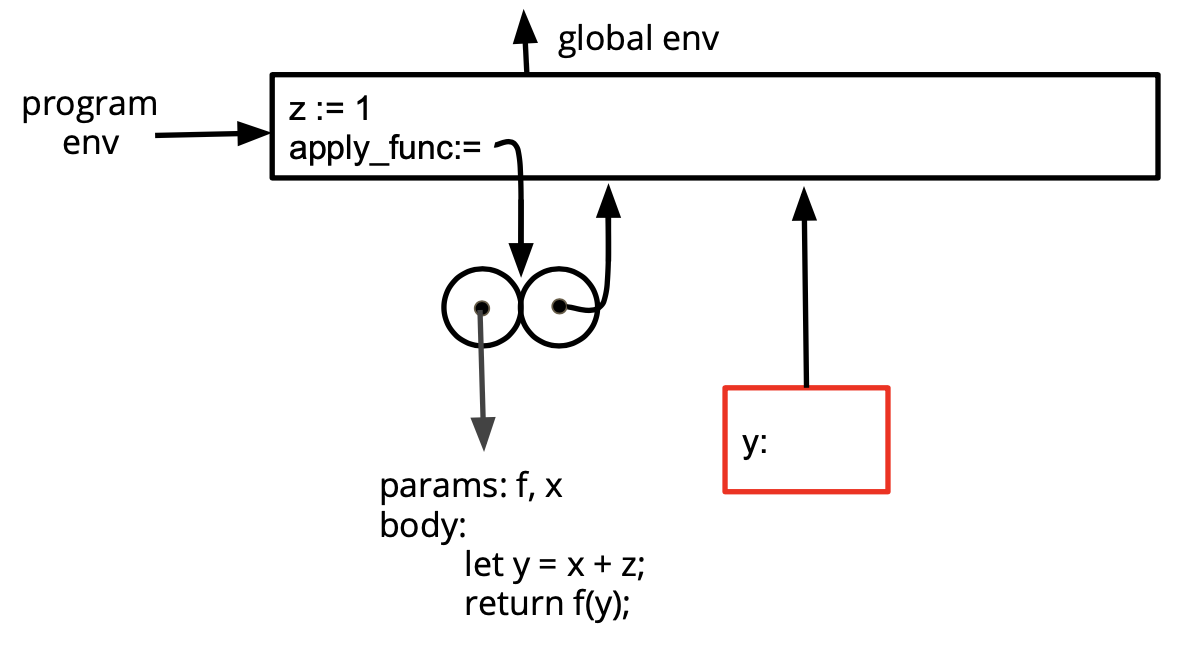 global env
program
env
z := 1
apply_func:=
y:
params: f, x
body:
let y = x + z;
return f(y);